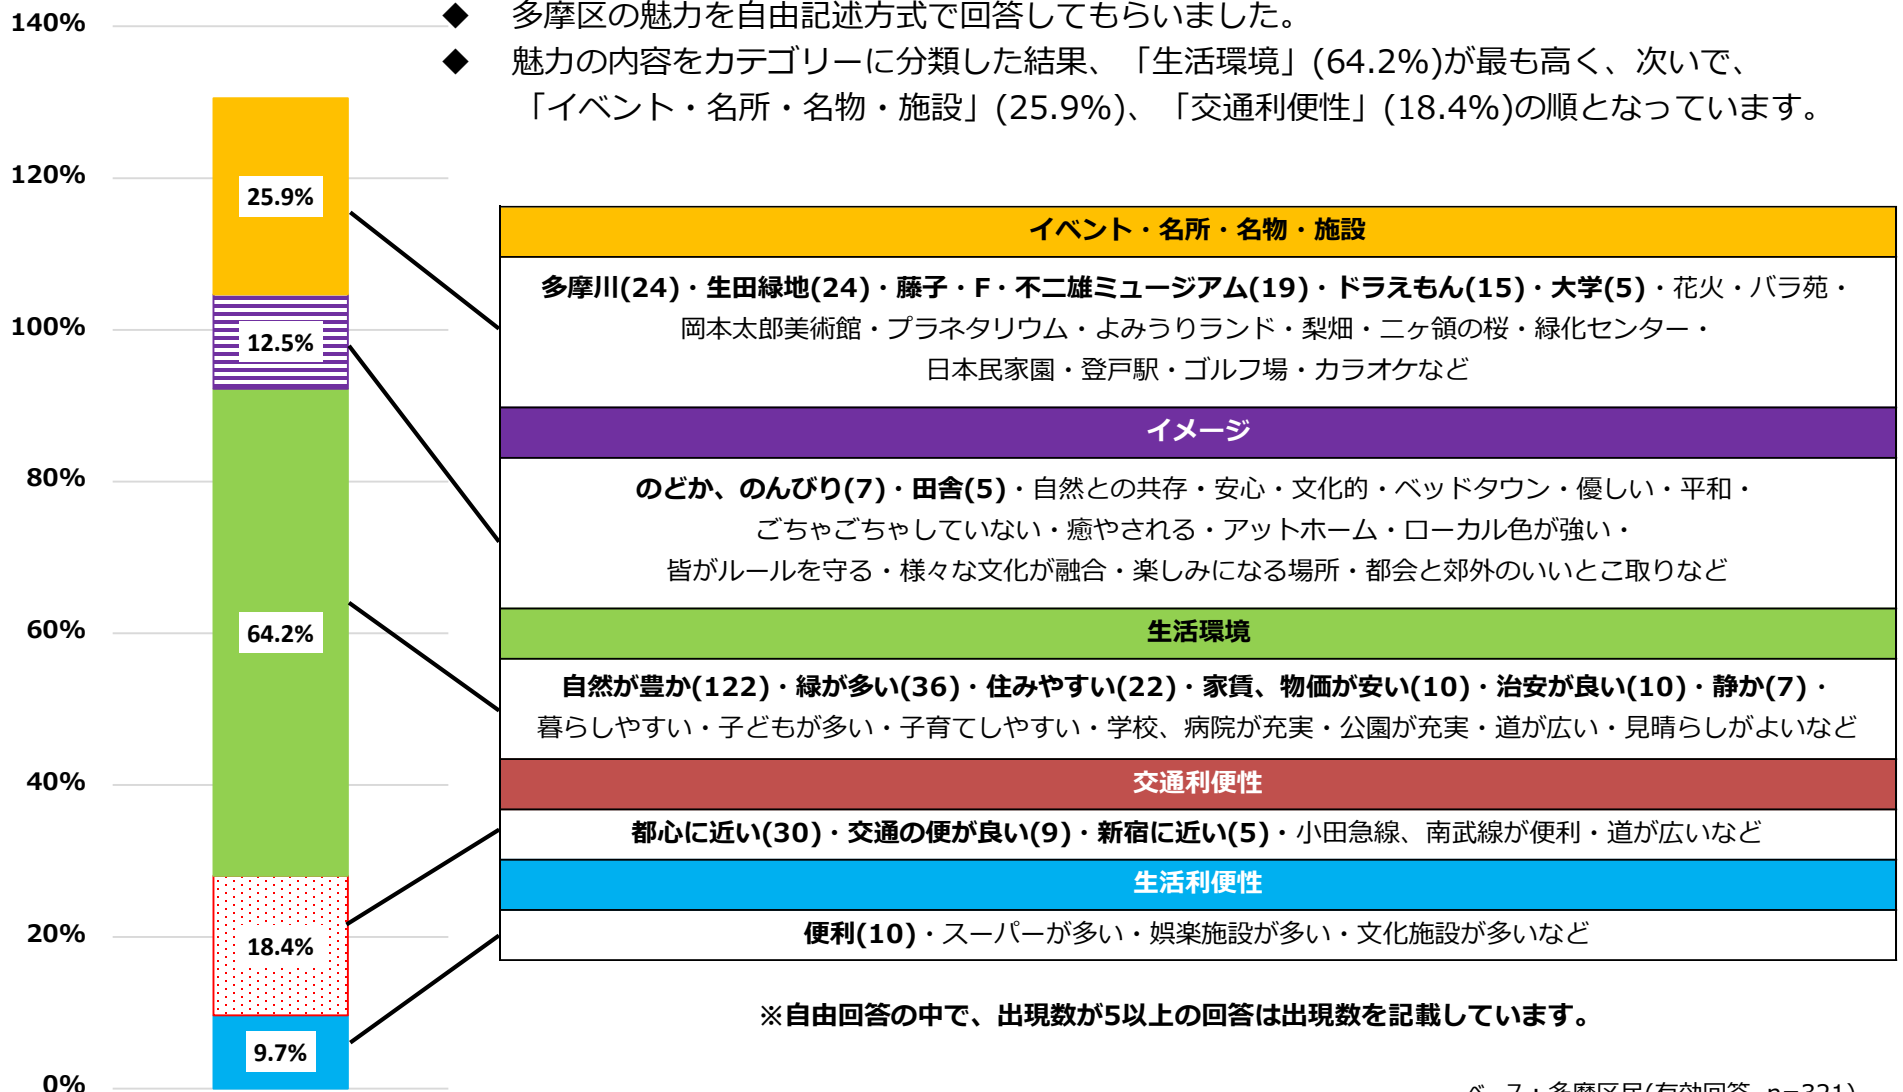 ◆ 多摩区の魅力を自由記述方式で回答してもらいました。
◆ 魅力の内容をカテゴリーに分類した結果、「生活環境」(64.2%)が最も高く、次いで、
「イベント・名所・名物・施設」(25.9%)、「交通利便性」(18.4%)の順となっています。
140%
120%
100%
80%
60%
40%
20%
0%
25.9%
12.5%
64.2%
18.4%
9.7%
イベント・名所・名物・施設
多摩川(24)・生田緑地(24)・藤子・F・不二雄ミュージアム(19)・ドラえもん(15)・大学(5)・花火・バラ苑・
岡本太郎美術館・プラネタリウム・よみうりランド・梨畑・二ヶ領の桜・緑化センター・
日本民家園・登戸駅・ゴルフ場・カラオケなど
イメージ
のどか、のんびり(7)・田舎(5)・自然との共存・安心・文化的・ベッドタウン・優しい・平和・
ごちゃごちゃしていない・癒やされる・アットホーム・ローカル色が強い・
皆がルールを守る・様々な文化が融合・楽しみになる場所・都会と郊外のいいとこ取りなど
生活環境
自然が豊か(122)・緑が多い(36)・住みやすい(22)・家賃、物価が安い(10)・治安が良い(10)・静か(7)・
暮らしやすい・子どもが多い・子育てしやすい・学校、病院が充実・公園が充実・道が広い・見晴らしがよいなど
交通利便性
都心に近い(30)・交通の便が良い(9)・新宿に近い(5)・小田急線、南武線が便利・道が広いなど
生活利便性
便利(10)・スーパーが多い・娯楽施設が多い・文化施設が多いなど
※自由回答の中で、出現数が5以上の回答は出現数を記載しています。
ベース：多摩区民(有効回答 n=321)